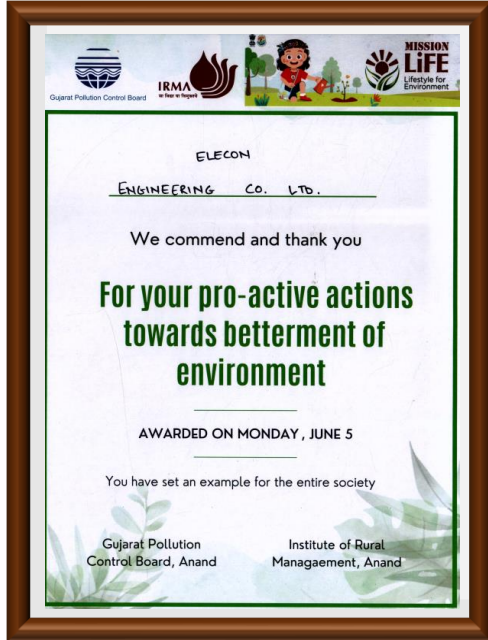 Gujarat Pollution Control Board
IRMA
MISSION
LiFE
Lifestyle for
Environment
ELECON
ENGINEERING CO. LTD.
We commend and thank you
For your pro-active actions
towards betterment of
environment
AWARDED ON MONDAY, JUNE 5
You have set an example for the entire society
Gujarat Pollution
Control Board, Anand
Institute of Rural
Managaement, Anand